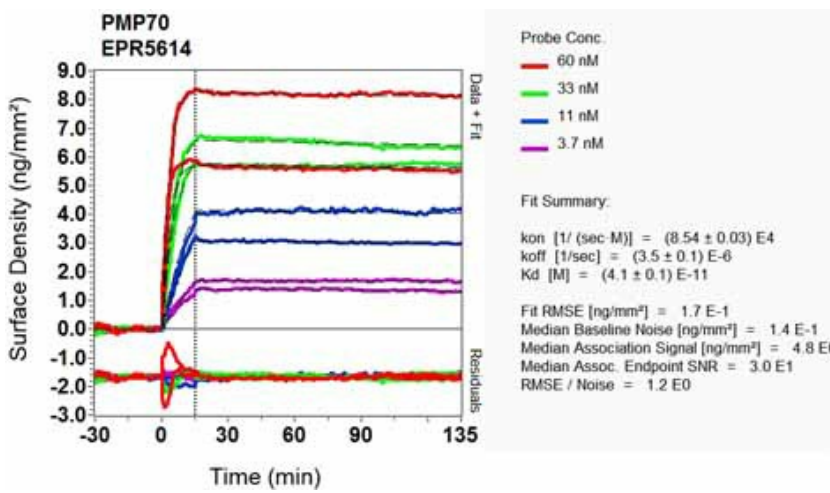 PMP70
EPR5614
9.0
8.0
7.0
6.0
5.0
4.0
3.0
2.0
1.0
0.0
-1.0
-2.0
-3.0
-30
0
30
60
90
135
Surface Density (ng/mm²)
Time (min)
Data + Fit
Residuals
Probe Conc.
60 nM
33 nM
11 nM
3.7 nM
Fit Summary:
kon [1/ (sec·M)] = (8.54 ± 0.03) E4
koff [1/sec] = (3.5 ± 0.1) E-6
Kd [M] = (4.1 ± 0.1) E-11
Fit RMSE [ng/mm²] = 1.7 E-1
Median Baseline Noise [ng/mm²] = 1.4 E-1
Median Association Signal [ng/mm²] = 4.8 E
Median Assoc. Endpoint SNR = 3.0 E1
RMSE / Noise = 1.2 E0